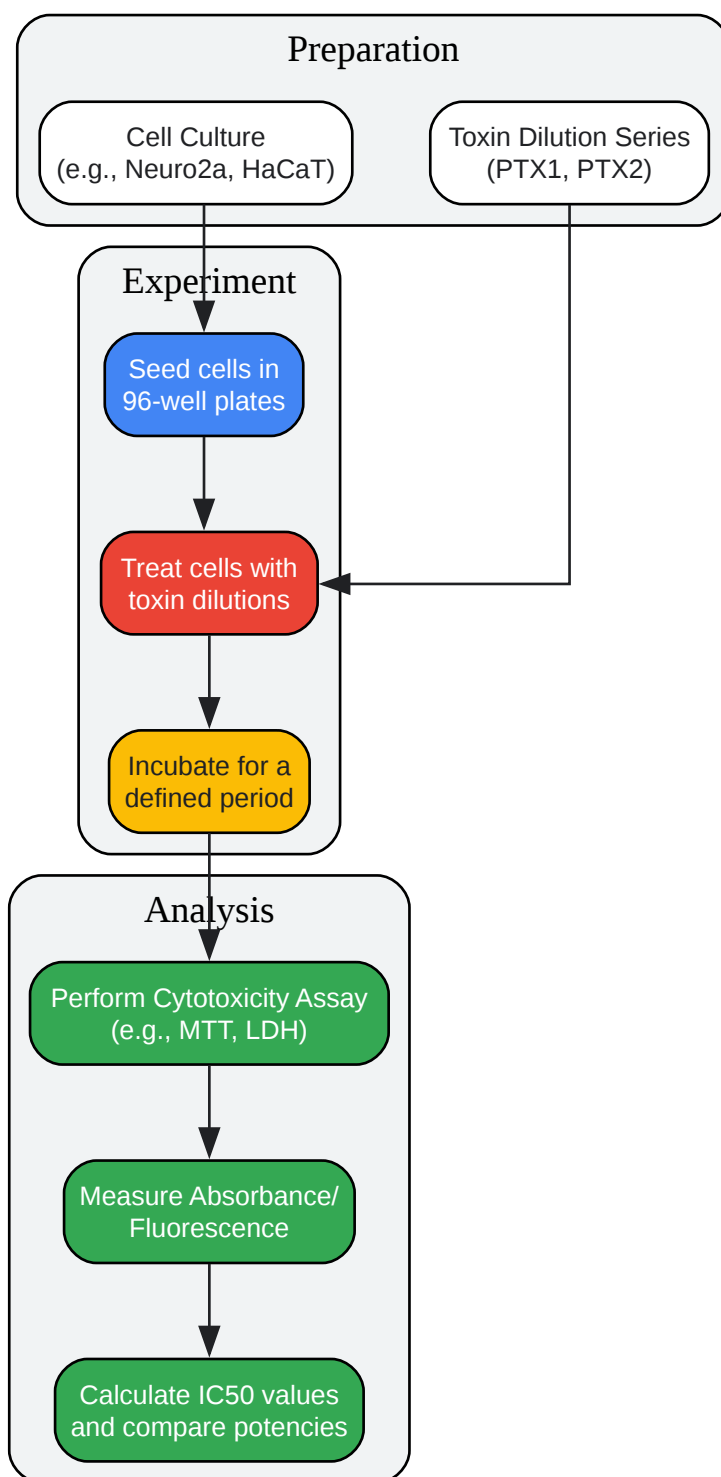 Preparation
Cell Culture
(e.g., Neuro2a, HaCaT)
Toxin Dilution Series
(PTX1, PTX2)
Experiment
Seed cells in
96-well plates
Treat cells with
toxin dilutions
Incubate for a
defined period
Analysis
Perform Cytotoxicity Assay
(e.g., MTT, LDH)
Measure Absorbance/
Fluorescence
Calculate IC50 values
and compare potencies